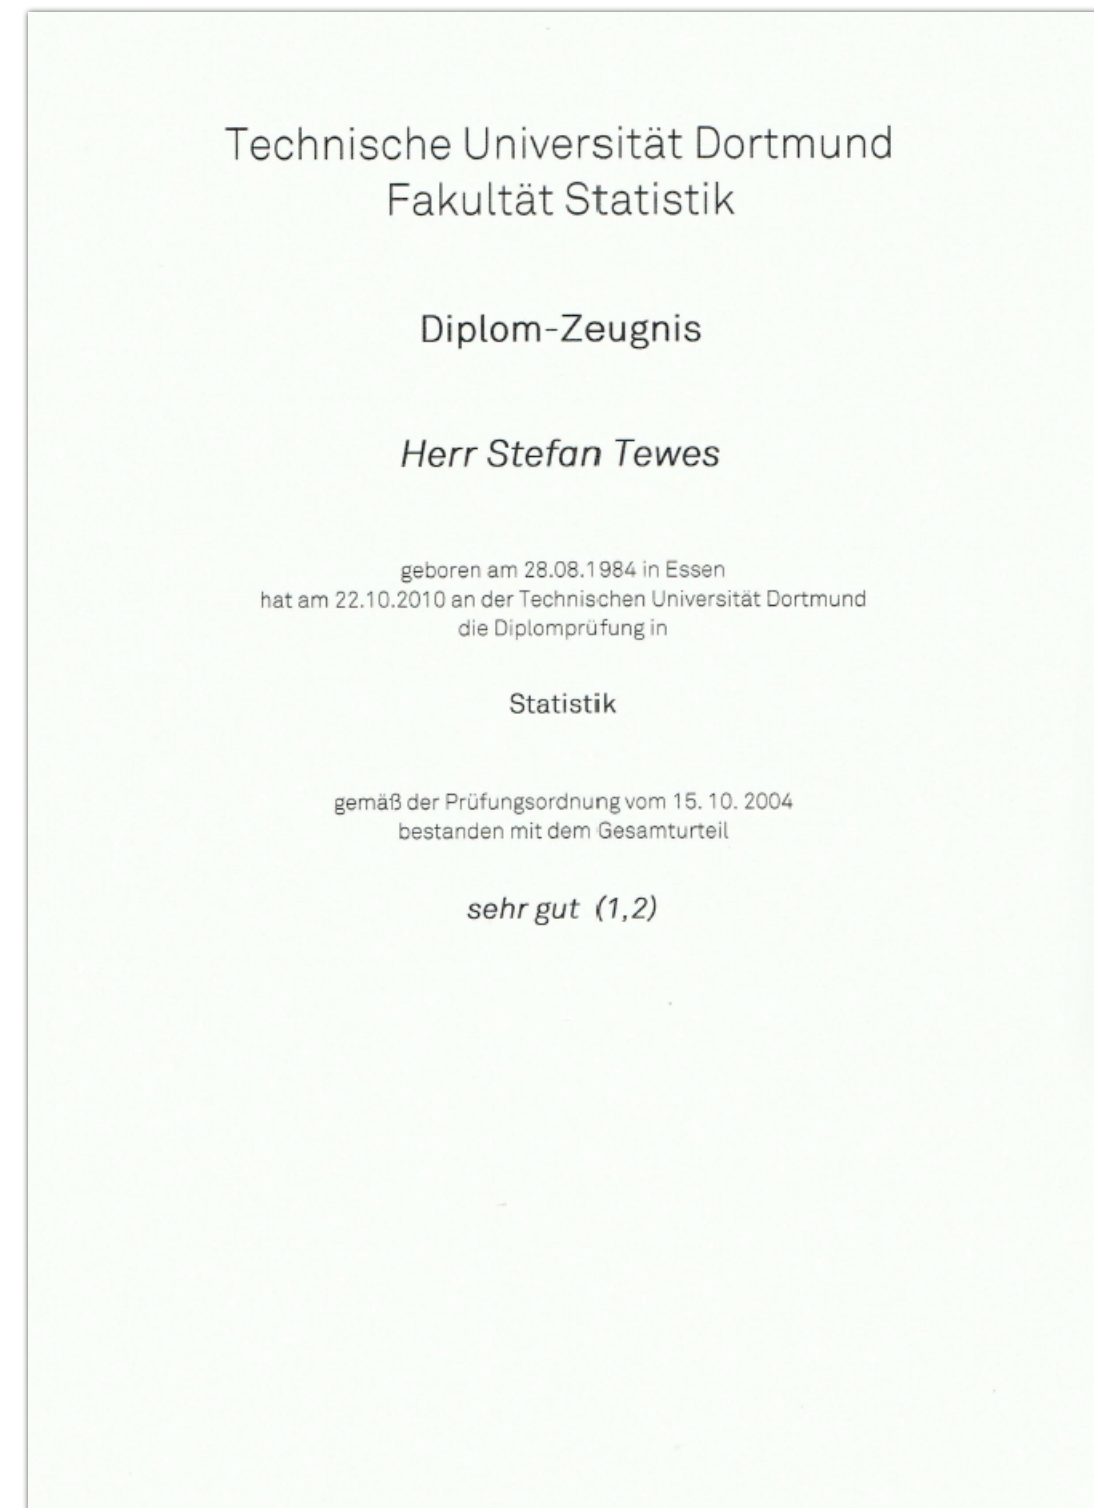 Technische Universität Dortmund
Fakultät Statistik
Diplom-Zeugnis
Herr Stefan Tewes
geboren am 28.08.1984 in Essen
hat am 22.10.2010 an der Technischen Universität Dortmund
die Diplomprüfung in
Statistik
gemäß der Prüfungsordnung vom 15. 10. 2004
bestanden mit dem Gesamturteil
sehr gut (1,2)